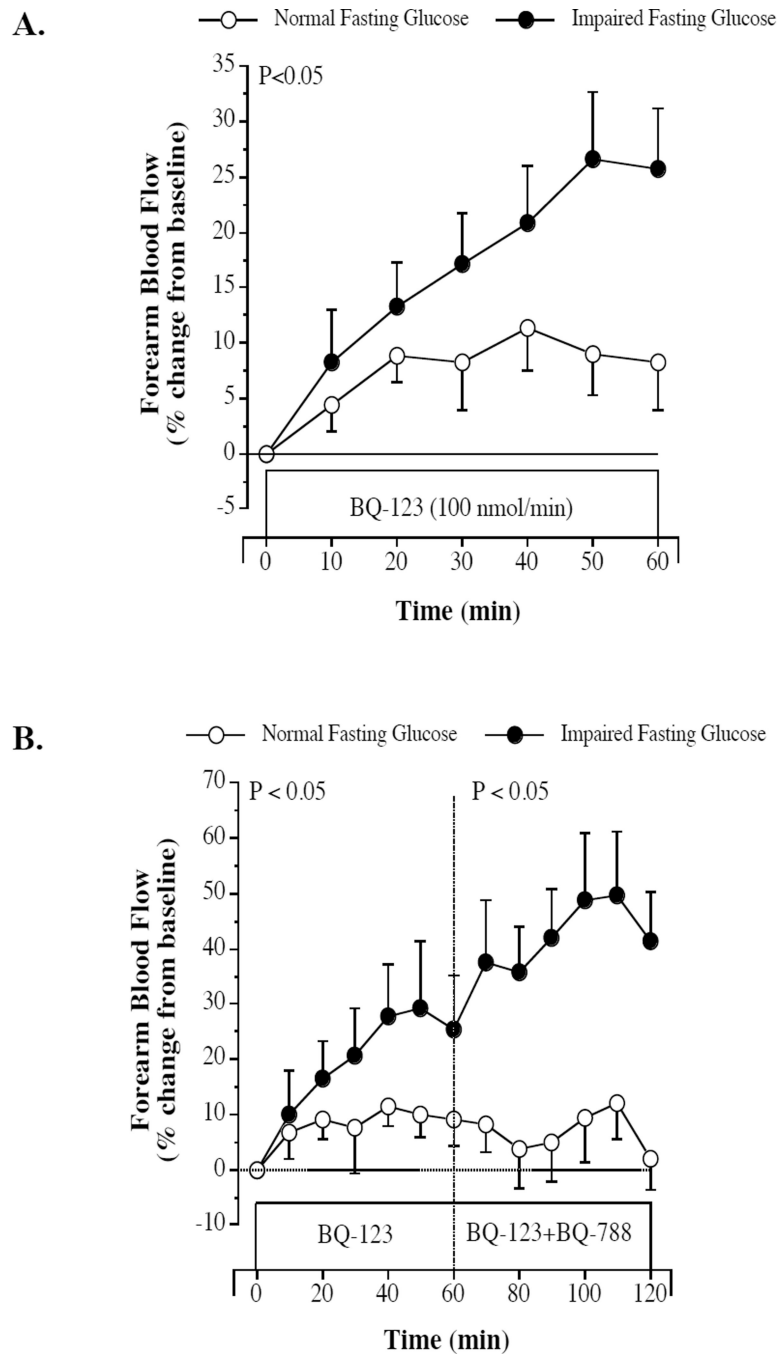 A.
Normal Fasting Glucose
Impaired Fasting Glucose
P<0.05
Forearm Blood Flow
(% change from baseline)
35
30
25
20
15
10
5
0
-5
BQ-123 (100 nmol/min)
0 10 20 30 40 50 60
Time (min)
B.
Normal Fasting Glucose
Impaired Fasting Glucose
P < 0.05
P < 0.05
Forearm Blood Flow
(% change from baseline)
70
60
50
40
30
20
10
0
-10
BQ-123
BQ-123+BQ-788
0 20 40 60 80 100 120
Time (min)